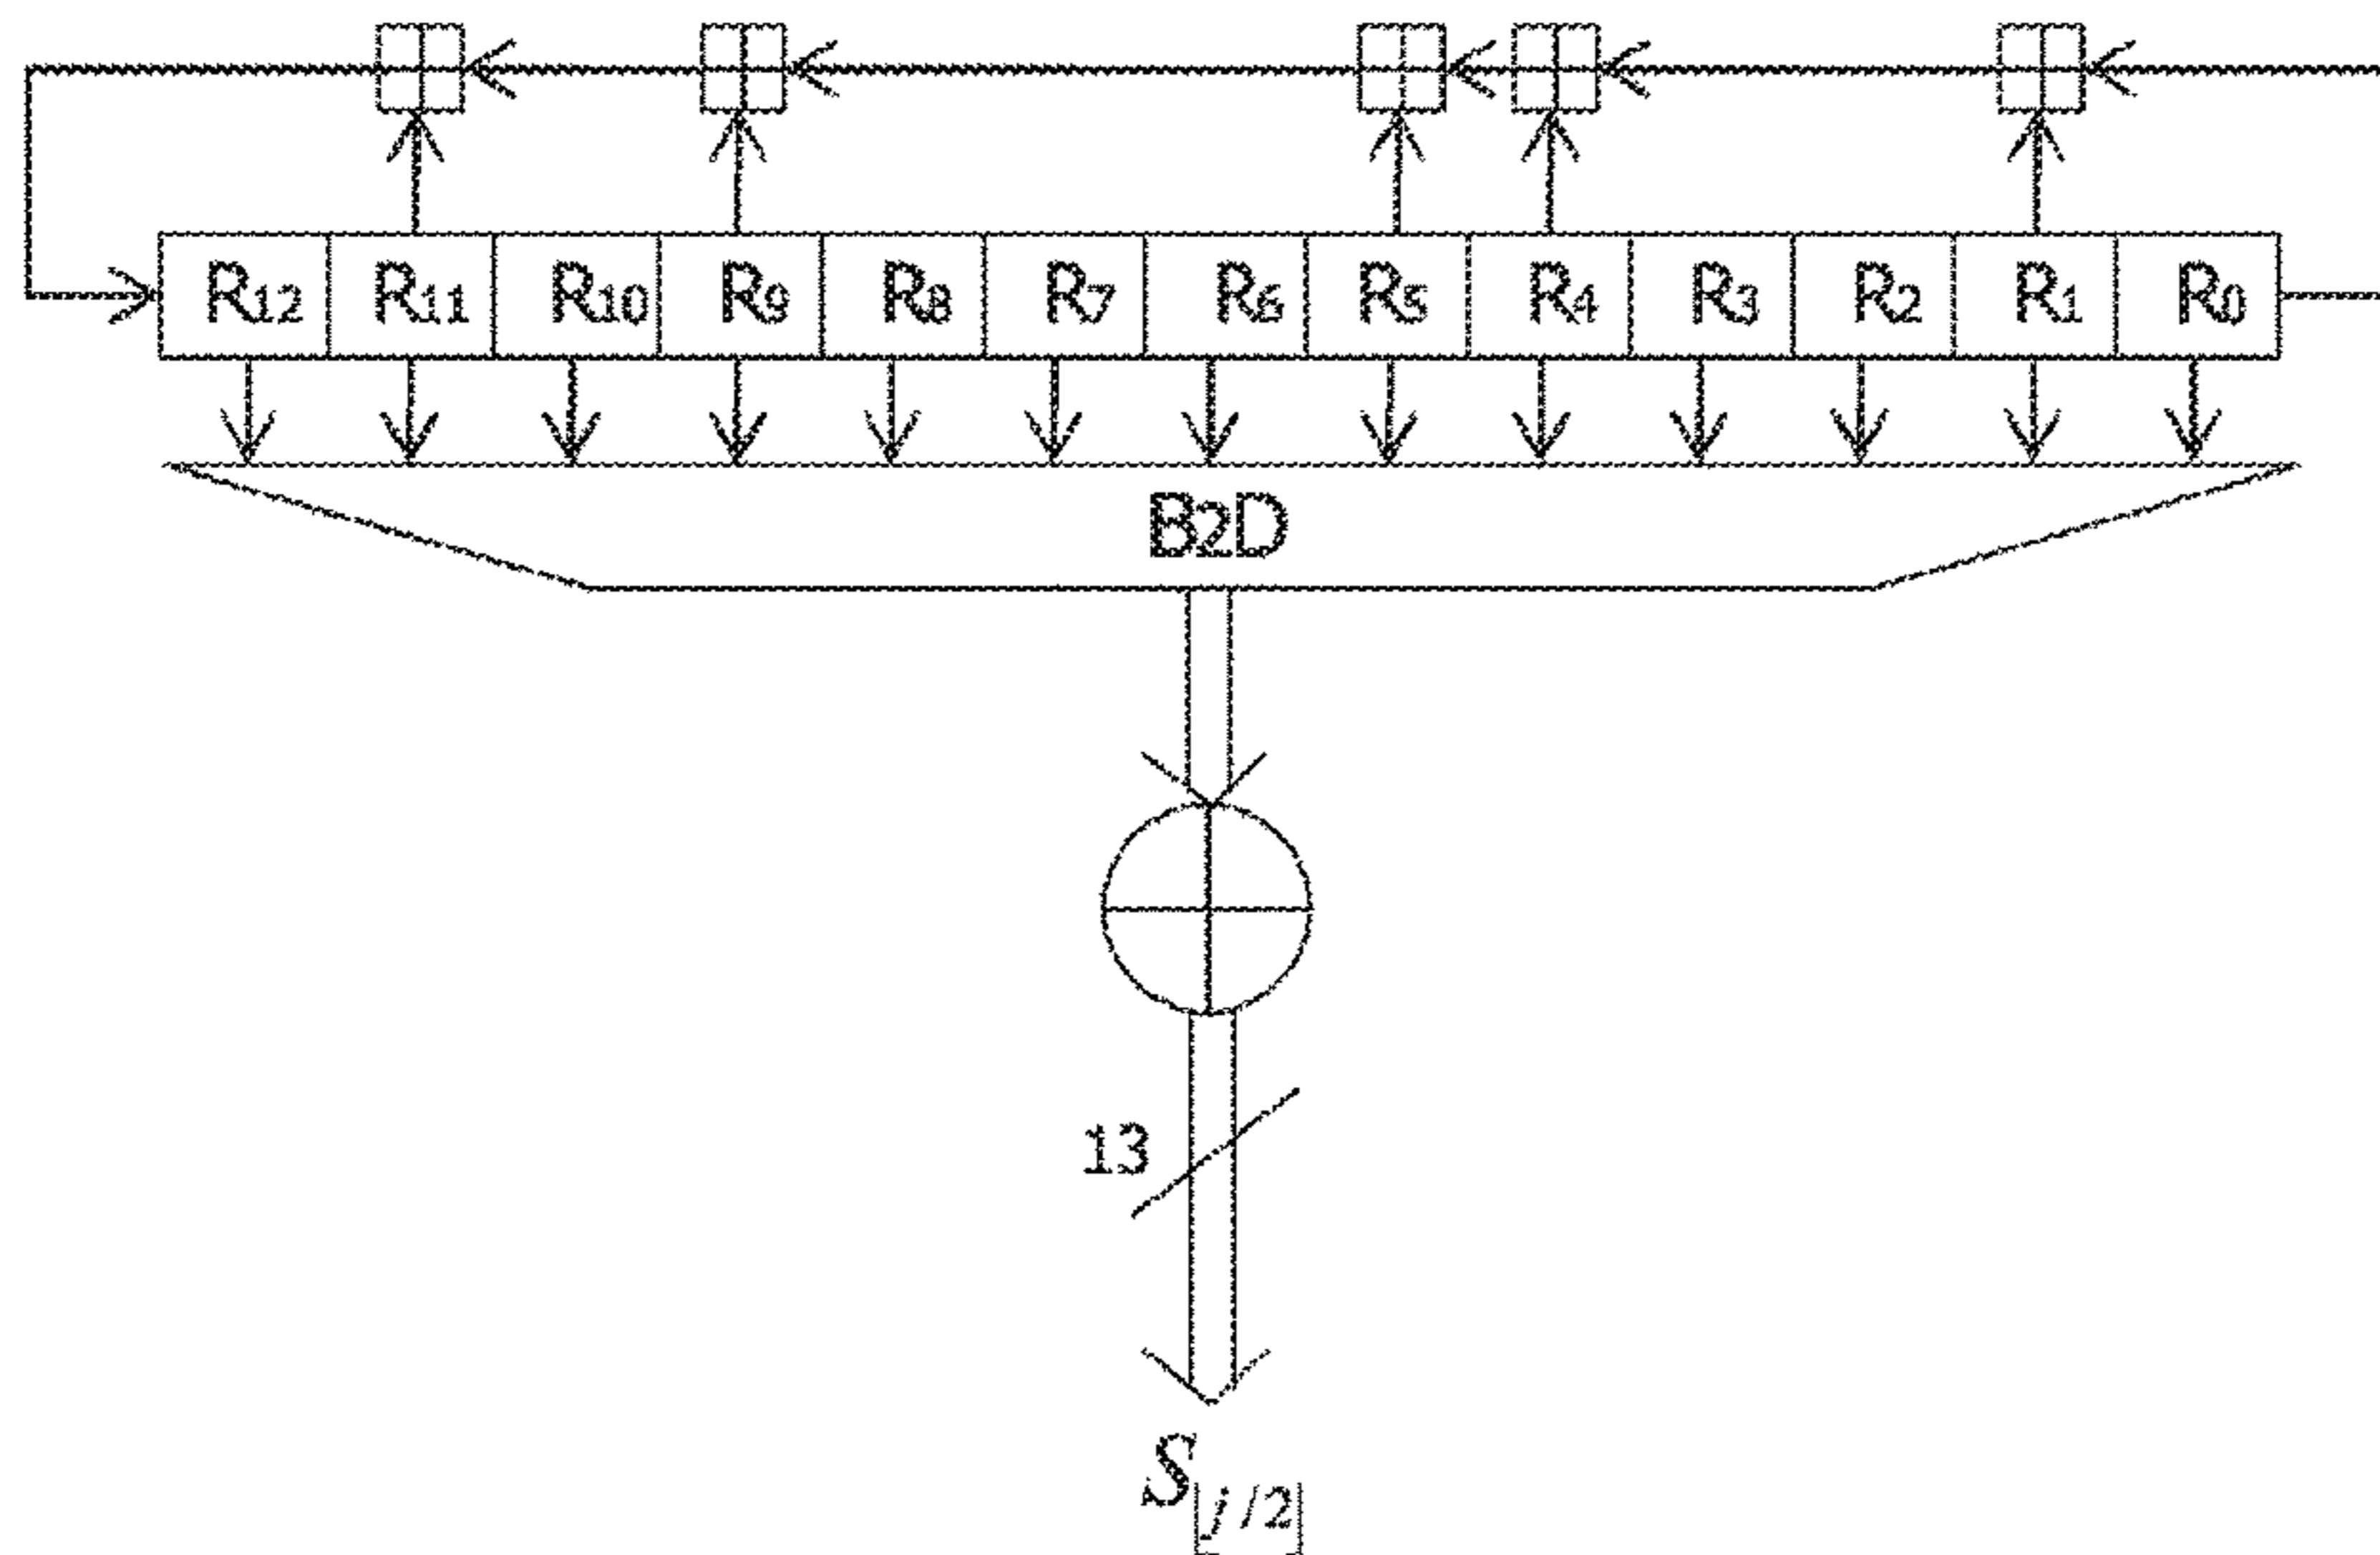 R₁₂ R₁₁ R₁₀ R₉ R₈ R₇ R₆ R₅ R₄ R₃ R₂ R₁ R₀
B2D
13
S⌊j/2⌋